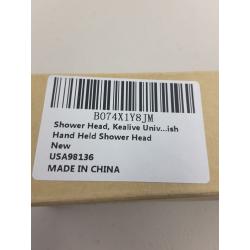 B074X1Y8JM
Shower Head, Kealive Univ...ish
Hand Held Shower Head
New
USA98136
MADE IN CHINA